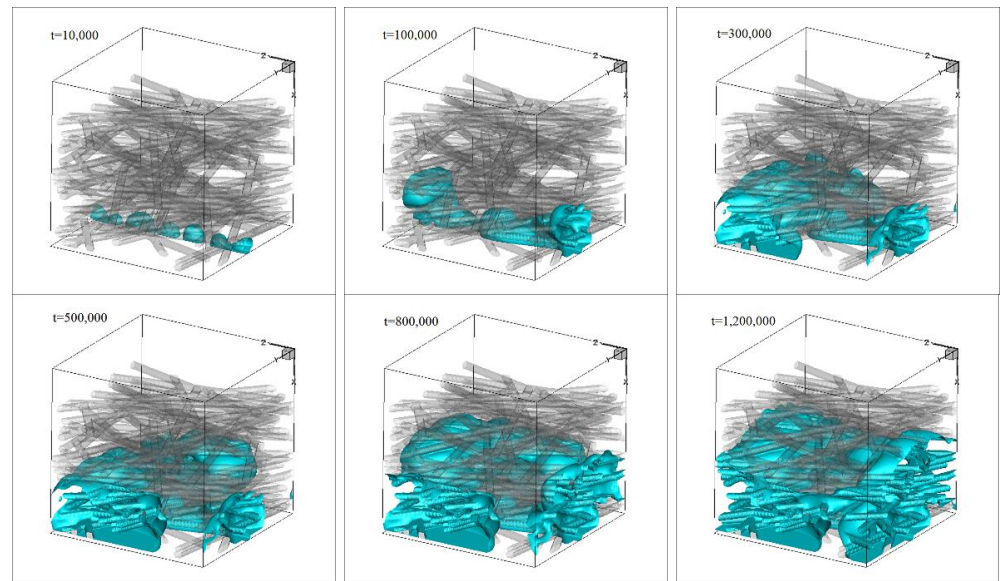 t=10,000
Z
Y
X
t=100,000
Z
Y
X
t=300,000
Z
Y
X
t=500,000
Z
Y
X
t=800,000
Z
Y
X
t=1,200,000
Z
Y
X